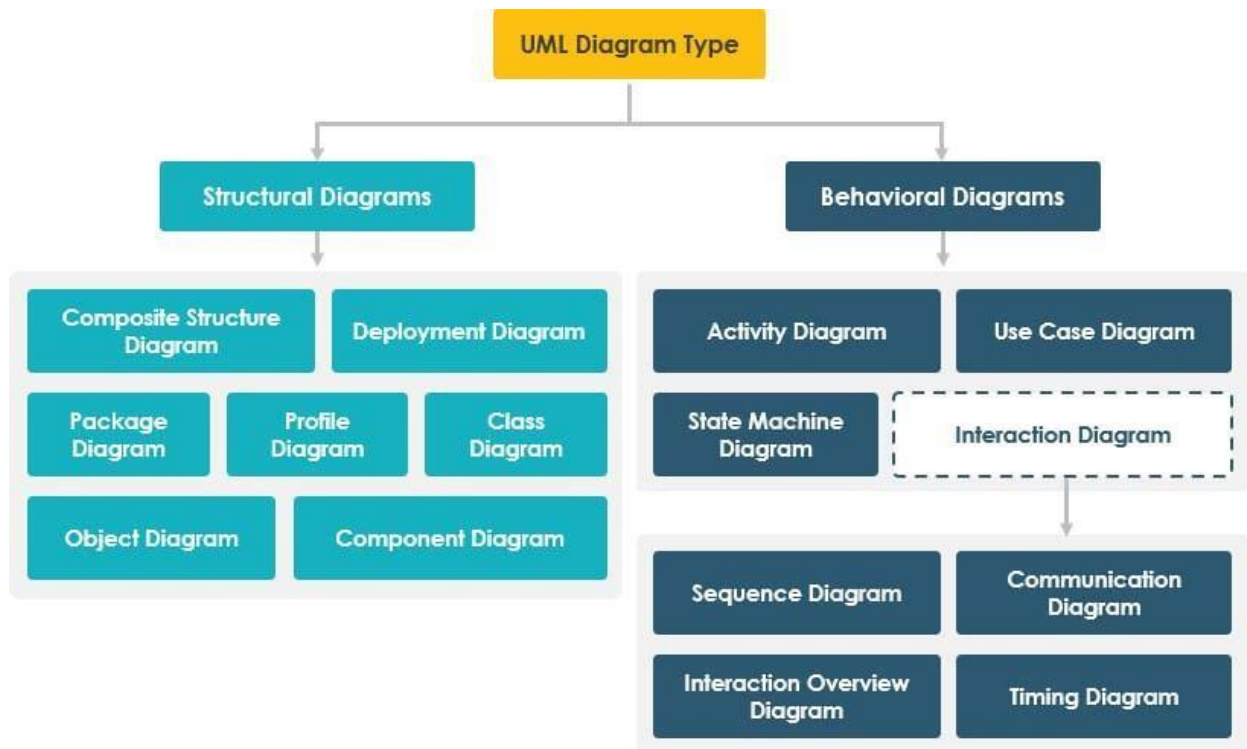 UML Diagram Type
Structural Diagrams
Behavioral Diagrams
Composite Structure
Diagram
Deployment Diagram
Package
Diagram
Profile
Diagram
Class
Diagram
Object Diagram
Component Diagram
Activity Diagram
Use Case Diagram
State Machine
Diagram
Interaction Diagram
Sequence Diagram
Communication
Diagram
Interaction Overview
Diagram
Timing Diagram